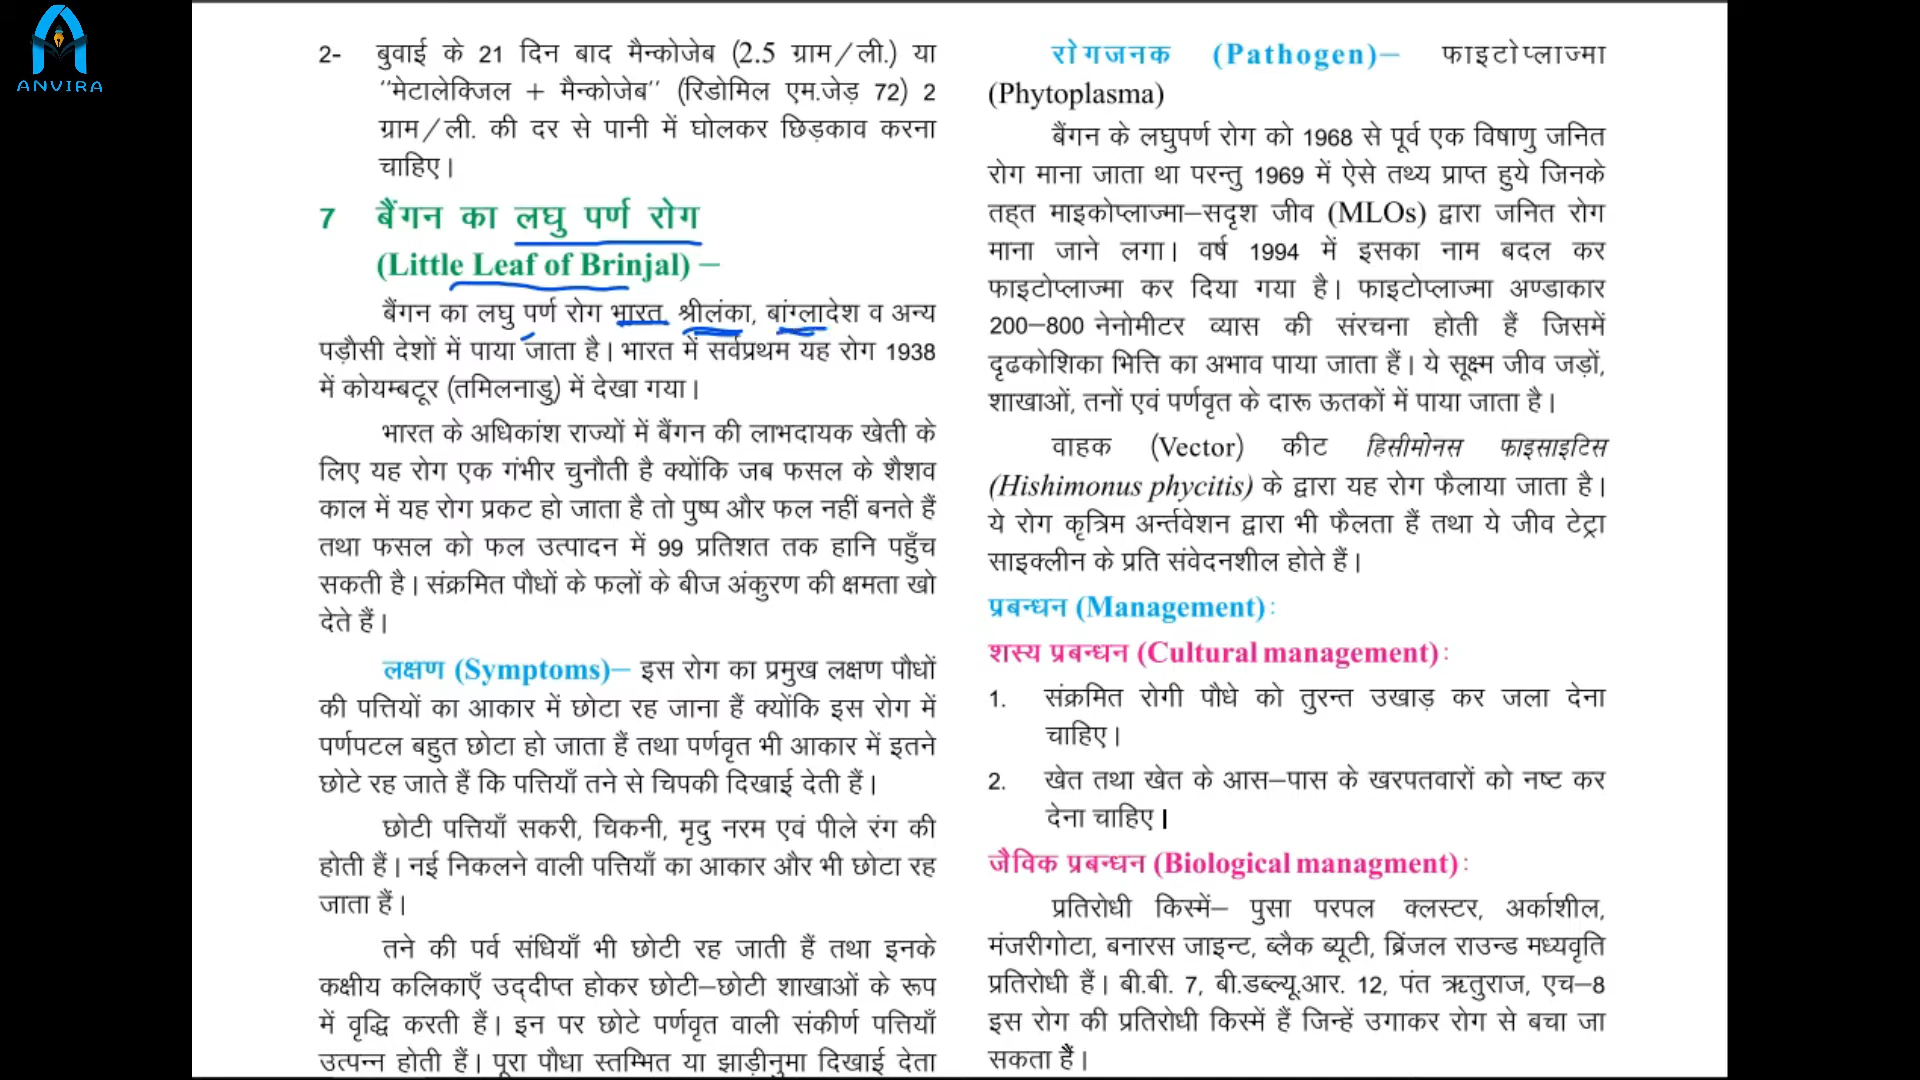 ANVIRA
2- बुवाई के 21 दिन बाद मैन्कोजेब (2.5 ग्राम/ली.) या
"मेटालेक्जिल + मैन्कोजेब" (रिडोमिल एम.जेड़ 72) 2
ग्राम/ली. की दर से पानी में घोलकर छिड़काव करना
चाहिए।
7 बैंगन का लघु पर्ण रोग
(Little Leaf of Brinjal) –
बैंगन का लघु पर्ण रोग भारत, श्रीलंका, बांग्लादेश व अन्य
पड़ौसी देशों में पाया जाता है। भारत में सर्वप्रथम यह रोग 1938
में कोयम्बटूर (तमिलनाडु) में देखा गया।
भारत के अधिकांश राज्यों में बैंगन की लाभदायक खेती के
लिए यह रोग एक गंभीर चुनौती है क्योंकि जब फसल के शैशव
काल में यह रोग प्रकट हो जाता है तो पुष्प और फल नहीं बनते हैं
तथा फसल को फल उत्पादन में 99 प्रतिशत तक हानि पहुँच
सकती है। संक्रमित पौधों के फलों के बीज अंकुरण की क्षमता खो
देते हैं।
लक्षण (Symptoms)– इस रोग का प्रमुख लक्षण पौधों
की पत्तियों का आकार में छोटा रह जाना हैं क्योंकि इस रोग में
पर्णपटल बहुत छोटा हो जाता हैं तथा पर्णवृत भी आकार में इतने
छोटे रह जाते हैं कि पत्तियाँ तने से चिपकी दिखाई देती हैं।
छोटी पत्तियाँ सकरी, चिकनी, मृदु नरम एवं पीले रंग की
होती हैं। नई निकलने वाली पत्तियाँ का आकार और भी छोटा रह
जाता हैं।
तने की पर्व संधियाँ भी छोटी रह जाती हैं तथा इनके
कक्षीय कलिकाएँ उद्दीप्त होकर छोटी–छोटी शाखाओं के रूप
में वृद्धि करती हैं। इन पर छोटे पर्णवृत वाली संकीर्ण पत्तियाँ
उत्पन्न होती हैं। पूरा पौधा स्तम्भित या झाड़ीनुमा दिखाई देता
रोगजनक (Pathogen)– फाइटोप्लाज्मा
(Phytoplasma)
बैंगन के लघुपर्ण रोग को 1968 से पूर्व एक विषाणु जनित
रोग माना जाता था परन्तु 1969 में ऐसे तथ्य प्राप्त हुये जिनके
तह्त माइकोप्लाज्मा–सदृश जीव (MLOs) द्वारा जनित रोग
माना जाने लगा। वर्ष 1994 में इसका नाम बदल कर
फाइटोप्लाज्मा कर दिया गया है। फाइटोप्लाज्मा अण्डाकार
200–800 नेनोमीटर व्यास की संरचना होती हैं जिसमें
दृढकोशिका भित्ति का अभाव पाया जाता हैं। ये सूक्ष्म जीव जड़ों,
शाखाओं, तनों एवं पर्णवृत के दारू ऊतकों में पाया जाता है।
वाहक (Vector) कीट हिसीमोनस फाइसाइटिस
(Hishimonus phycitis) के द्वारा यह रोग फैलाया जाता है।
ये रोग कृत्रिम अर्न्तवेशन द्वारा भी फैलता हैं तथा ये जीव टेट्रा
साइक्लीन के प्रति संवेदनशील होते हैं।
प्रबन्धन (Management):
शस्य प्रबन्धन (Cultural management):
1. संक्रमित रोगी पौधे को तुरन्त उखाड़ कर जला देना
चाहिए।
2. खेत तथा खेत के आस–पास के खरपतवारों को नष्ट कर
देना चाहिए।
जैविक प्रबन्धन (Biological managment):
प्रतिरोधी किस्में– पुसा परपल क्लस्टर, अर्काशील,
मंजरीगोटा, बनारस जाइन्ट, ब्लैक ब्यूटी, ब्रिंजल राउन्ड मध्यवृति
प्रतिरोधी हैं। बी.बी. 7, बी.डब्ल्यू.आर. 12, पंत ऋतुराज, एच–8
इस रोग की प्रतिरोधी किस्में हैं जिन्हें उगाकर रोग से बचा जा
सकता हैं।